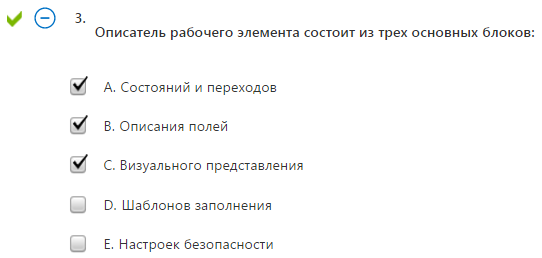 3.
Описатель рабочего элемента состоит из трех основных блоков:
A. Состояний и переходов
B. Описания полей
C. Визуального представления
D. Шаблонов заполнения
E. Настроек безопасности